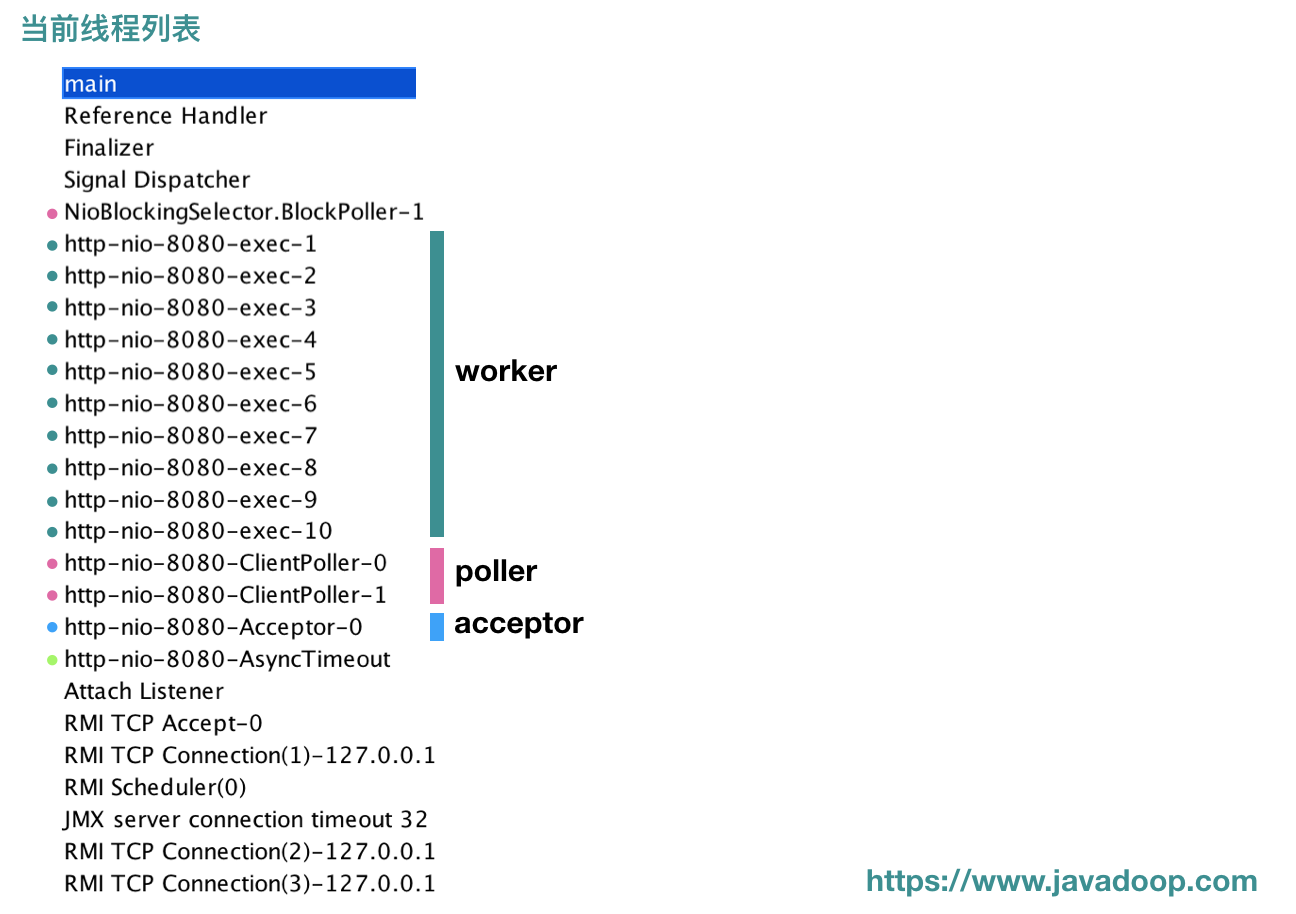 当前线程列表
main
Reference Handler
Finalizer
Signal Dispatcher
NioBlockingSelector.BlockPoller-1
http-nio-8080-exec-1
http-nio-8080-exec-2
http-nio-8080-exec-3
http-nio-8080-exec-4
http-nio-8080-exec-5
worker
http-nio-8080-exec-6
http-nio-8080-exec-7
http-nio-8080-exec-8
http-nio-8080-exec-9
http-nio-8080-exec-10
http-nio-8080-ClientPoller-0
poller
http-nio-8080-ClientPoller-1
http-nio-8080-Acceptor-0
acceptor
http-nio-8080-AsyncTimeout
Attach Listener
RMI TCP Accept-0
RMI TCP Connection(1)-127.0.0.1
RMI Scheduler(0)
JMX server connection timeout 32
RMI TCP Connection(2)-127.0.0.1
RMI TCP Connection(3)-127.0.0.1
https://www.javadoop.com